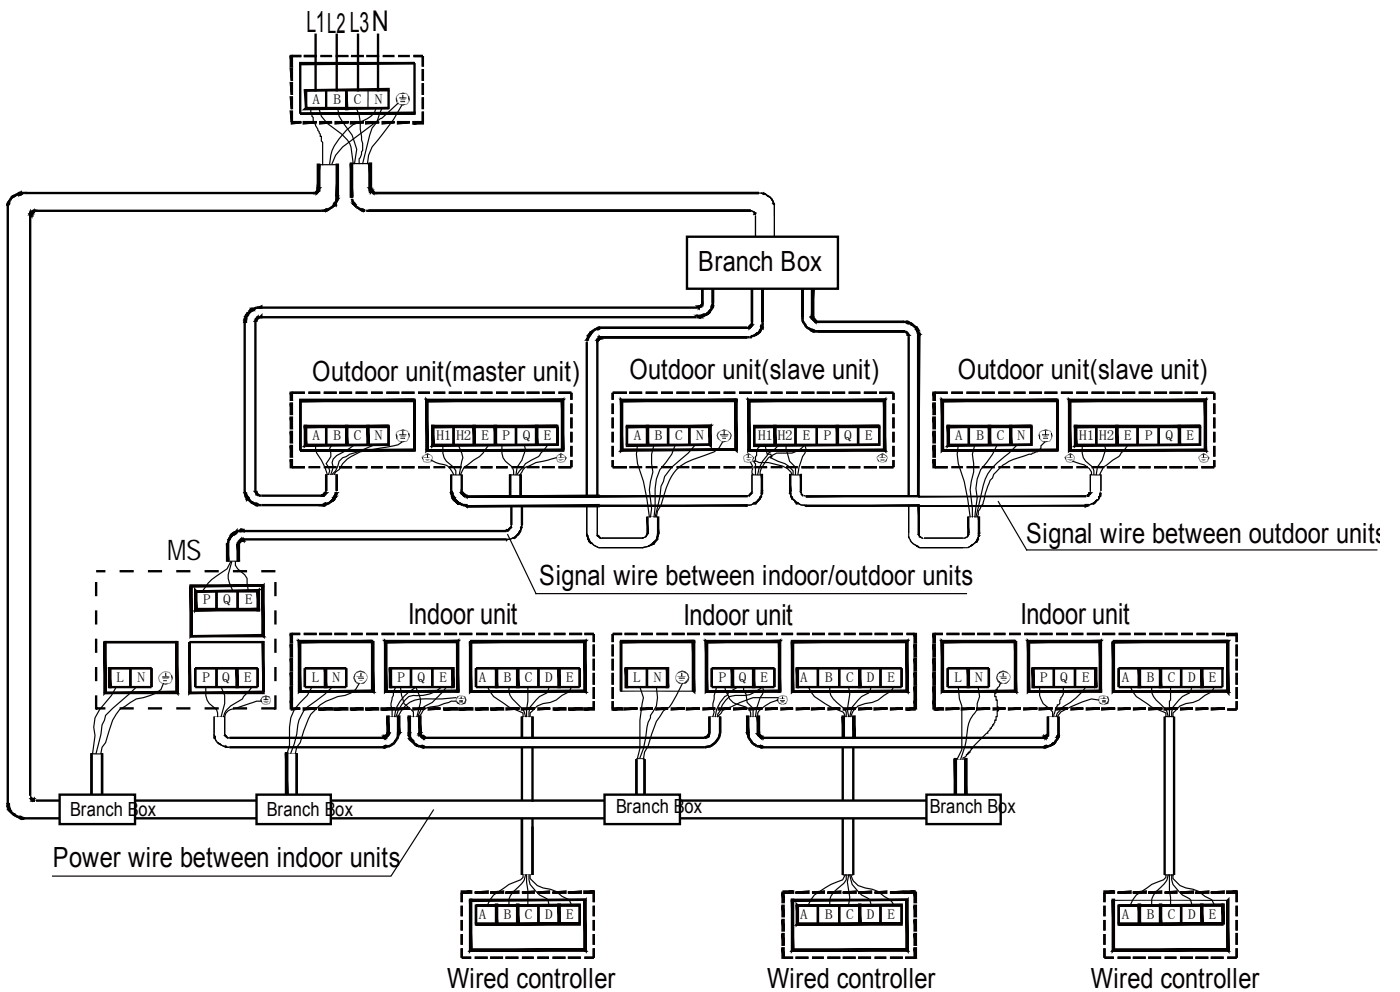 L1 L2 L3 N
A B C N
Branch Box
Outdoor unit(master unit) Outdoor unit(slave unit) Outdoor unit(slave unit)
A B C N H1 H2 E P Q E A B C N H1 H2 E P Q E A B C N H1 H2 E P Q E
Signal wire between outdoor units
MS
Signal wire between indoor/outdoor units
P Q E
Indoor unit Indoor unit Indoor unit
L N P Q E L N P Q E A B C D E L N P Q E A B C D E L N P Q E A B C D E
Branch Box Branch Box Branch Box Branch Box
Power wire between indoor units
A B C D E A B C D E A B C D E
Wired controller Wired controller Wired controller